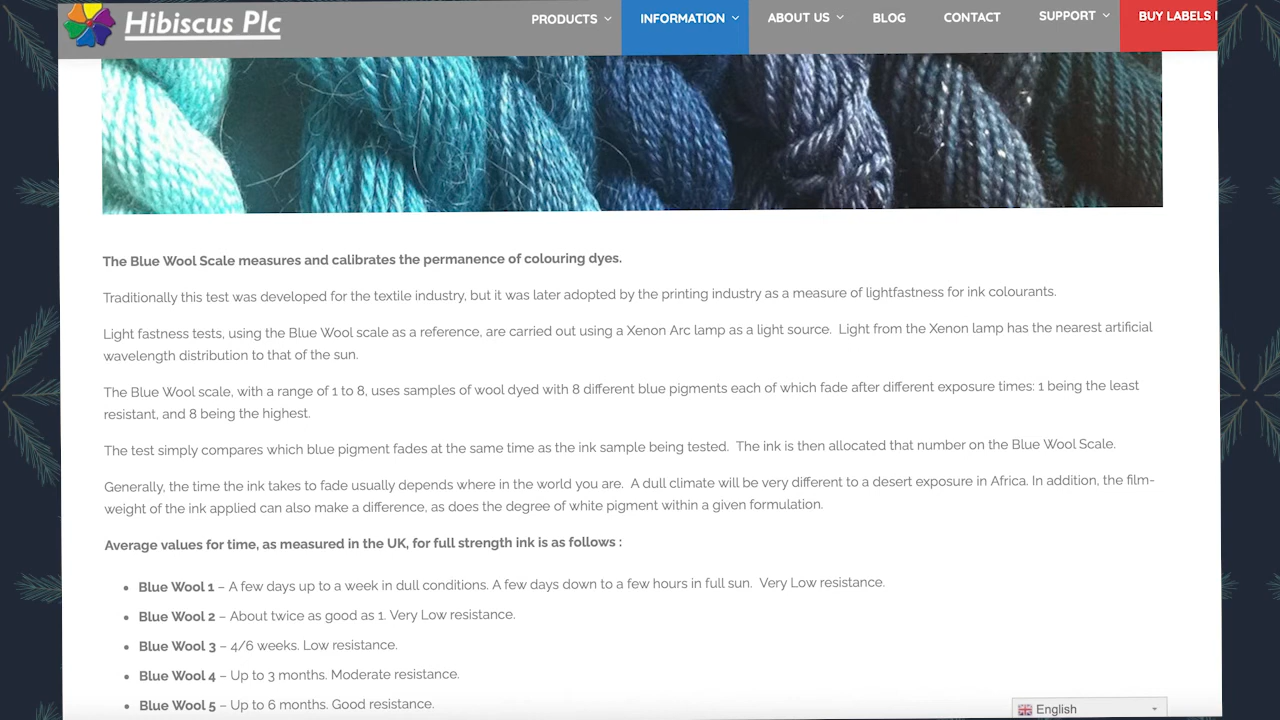 Hibiscus Plc
PRODUCTS
INFORMATION
ABOUT US
BLOG
CONTACT
SUPPORT
BUY LABELS
The Blue Wool Scale measures and calibrates the permanence of colouring dyes.
Traditionally this test was developed for the textile industry, but it was later adopted by the printing industry as a measure of lightfastness for ink colourants.
Light fastness tests, using the Blue Wool scale as a reference, are carried out using a Xenon Arc lamp as a light source. Light from the Xenon lamp has the nearest artificial
wavelength distribution to that of the sun.
The Blue Wool scale, with a range of 1 to 8, uses samples of wool dyed with 8 different blue pigments each of which fade after different exposure times: 1 being the least
resistant, and 8 being the highest.
The test simply compares which blue pigment fades at the same time as the ink sample being tested. The ink is then allocated that number on the Blue Wool Scale.
Generally, the time the ink takes to fade usually depends where in the world you are. A dull climate will be very different to a desert exposure in Africa. In addition, the film-
weight of the ink applied can also make a difference, as does the degree of white pigment within a given formulation.
Average values for time, as measured in the UK, for full strength ink is as follows :
• Blue Wool 1 – A few days up to a week in dull conditions. A few days down to a few hours in full sun. Very Low resistance.
• Blue Wool 2 – About twice as good as 1. Very Low resistance.
• Blue Wool 3 – 4/6 weeks. Low resistance.
• Blue Wool 4 – Up to 3 months. Moderate resistance.
• Blue Wool 5 – Up to 6 months. Good resistance.
English